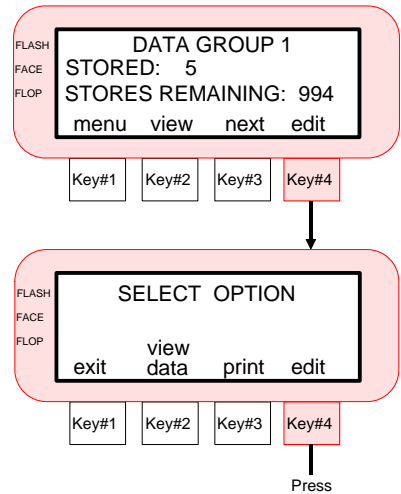 FLASH
FACE
FLOP
DATA GROUP 1
STORED: 5
STORES REMAINING: 994
menu view next edit
Key#1 Key#2 Key#3 Key#4
FLASH
FACE
FLOP
SELECT OPTION
exit view data print edit
Key#1 Key#2 Key#3 Key#4
Press